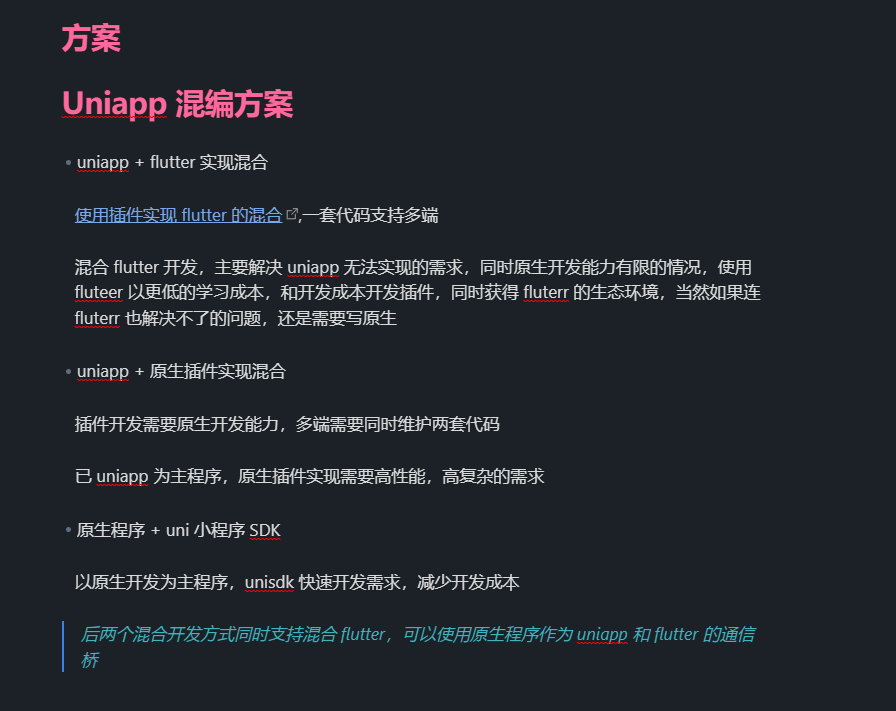 方案
Uniapp 混编方案
uniapp + flutter 实现混合
使用插件实现 flutter 的混合,一套代码支持多端
混合 flutter 开发，主要解决 uniapp 无法实现的需求，同时原生开发能力有限的情况，使用
fluteer 以更低的学习成本，和开发成本开发插件，同时获得 fluterr 的生态环境，当然如果连
fluterr 也解决不了的问题，还是需要写原生
uniapp + 原生插件实现混合
插件开发需要原生开发能力，多端需要同时维护两套代码
已 uniapp 为主程序，原生插件实现需要高性能，高复杂的需求
原生程序 + uni 小程序 SDK
以原生开发为主程序，unisdk 快速开发需求，减少开发成本
后两个混合开发方式同时支持混合 flutter，可以使用原生程序作为 uniapp 和 flutter 的通信
桥